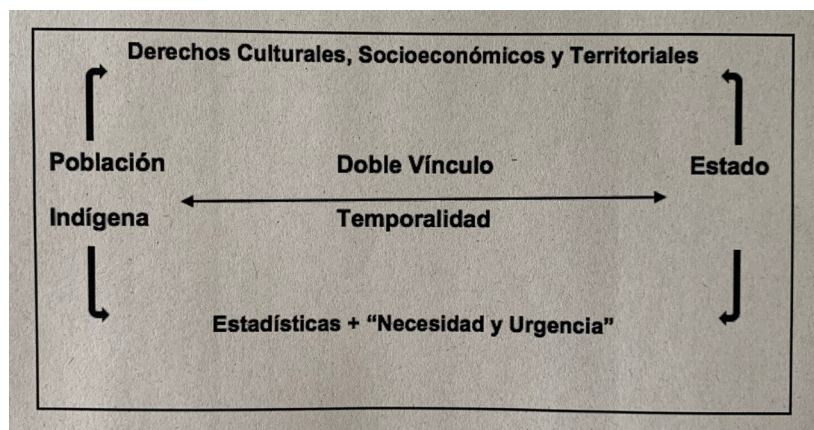 Derechos Culturales, Socioeconómicos y Territoriales
Población
Indígena
Doble Vínculo
Temporalidad
Estado
Estadísticas + “Necesidad y Urgencia”